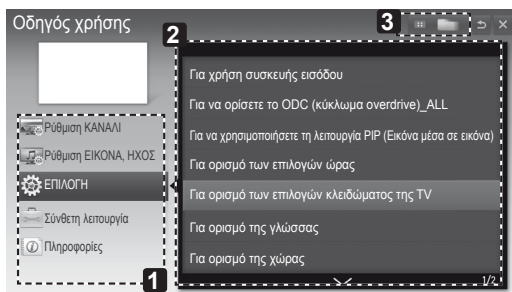 Οδηγός χρήσης
2
3
Ρύθμιση ΚΑΝΑΛΙ
Ρύθμιση ΕΙΚΟΝΑ, ΗΧΟΣ
ΕΠΙΛΟΓΗ
Σύνθετη λειτουργία
Πληροφορίες
1
Για χρήση συσκευής εισόδου
Για να ορίσετε το ODC (κύκλωμα overdrive)_ALL
Για να χρησιμοποιήσετε τη λειτουργία PIP (Εικόνα μέσα σε εικόνα)
Για ορισμό των επιλογών ώρας
Για ορισμό των επιλογών κλειδώματος της TV
Για ορισμό της γλώσσας
Για ορισμό της χώρας
1/2